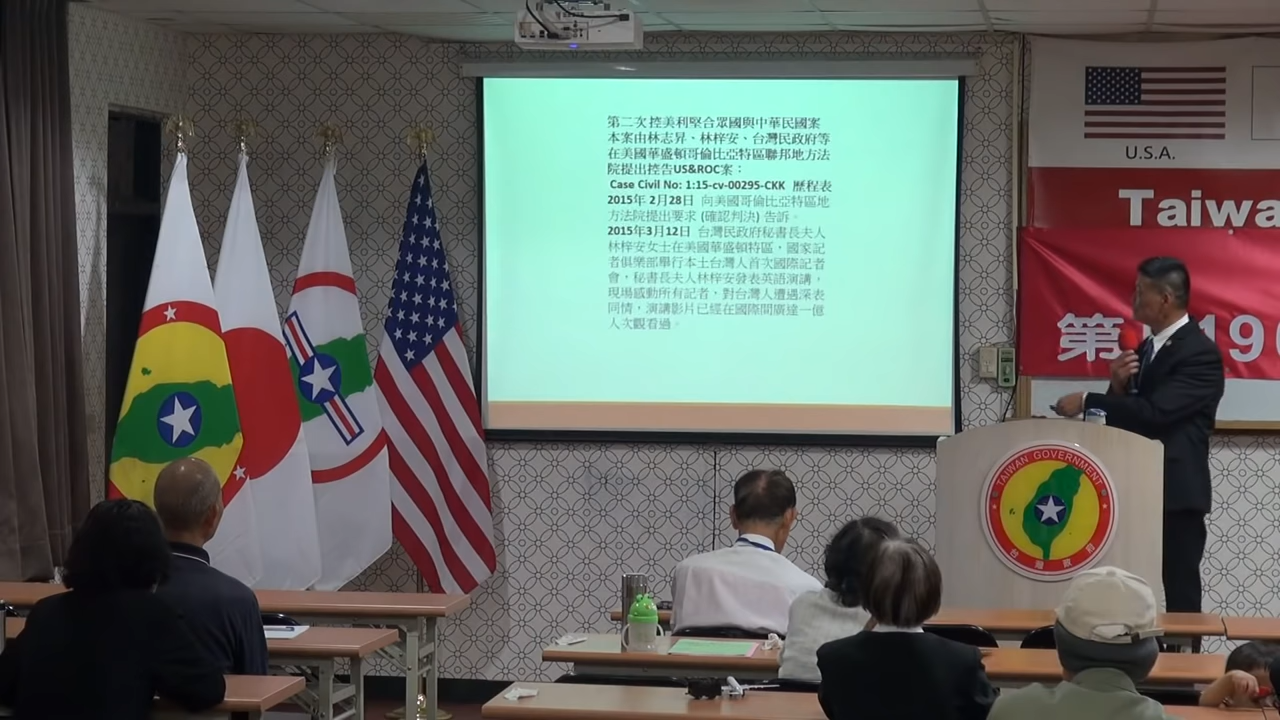 第二次 控美利堅合眾國與中華民國案
本案由林志昇、林梓安、台灣民政府等
在美國華盛頓哥倫比亞特區聯邦地方法
院提出控告US&ROC案：
Case Civil No: 1:15-cv-00295-CKK 歷程表
2015年 2月28日 向美國哥倫比亞特區地
方法院提出要求 (確認判決) 告訴。
2015年3月12日 台灣民政府秘書長夫人
林梓安女士在美國華盛頓特區，國家記
者俱樂部舉行本土台灣人首次國際記者
會，秘書長夫人林梓安發表英語演講，
現場感動所有記者，對台灣人遭遇深表
同情，演講影片已經在國際間廣達一億
人次觀看過。
U.S.A.
Taiwa
第
19
TAIWAN GOVERNMENT
台灣政府